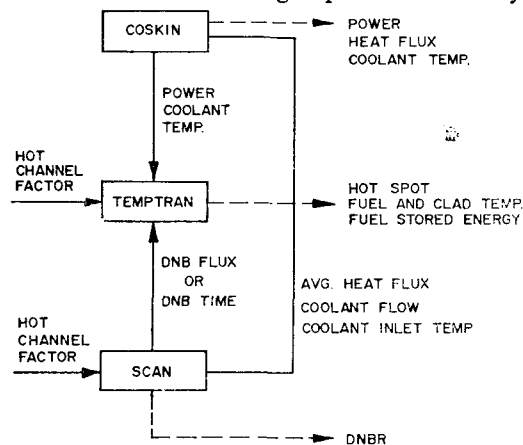 COSKIN
POWER
HEAT FLUX
COOLANT TEMP.
POWER
COOLANT
TEMP.
HOT
CHANNEL
FACTOR
TEMPTRAN
HOT SPOT
FUEL AND CLAD TEMP.
FUEL STORED ENERGY
DNB FLUX
OR
DNB TIME
AVG. HEAT FLUX
COOLANT FLOW
COOLANT INLET TEMP
HOT
CHANNEL
FACTOR
SCAN
DNBR